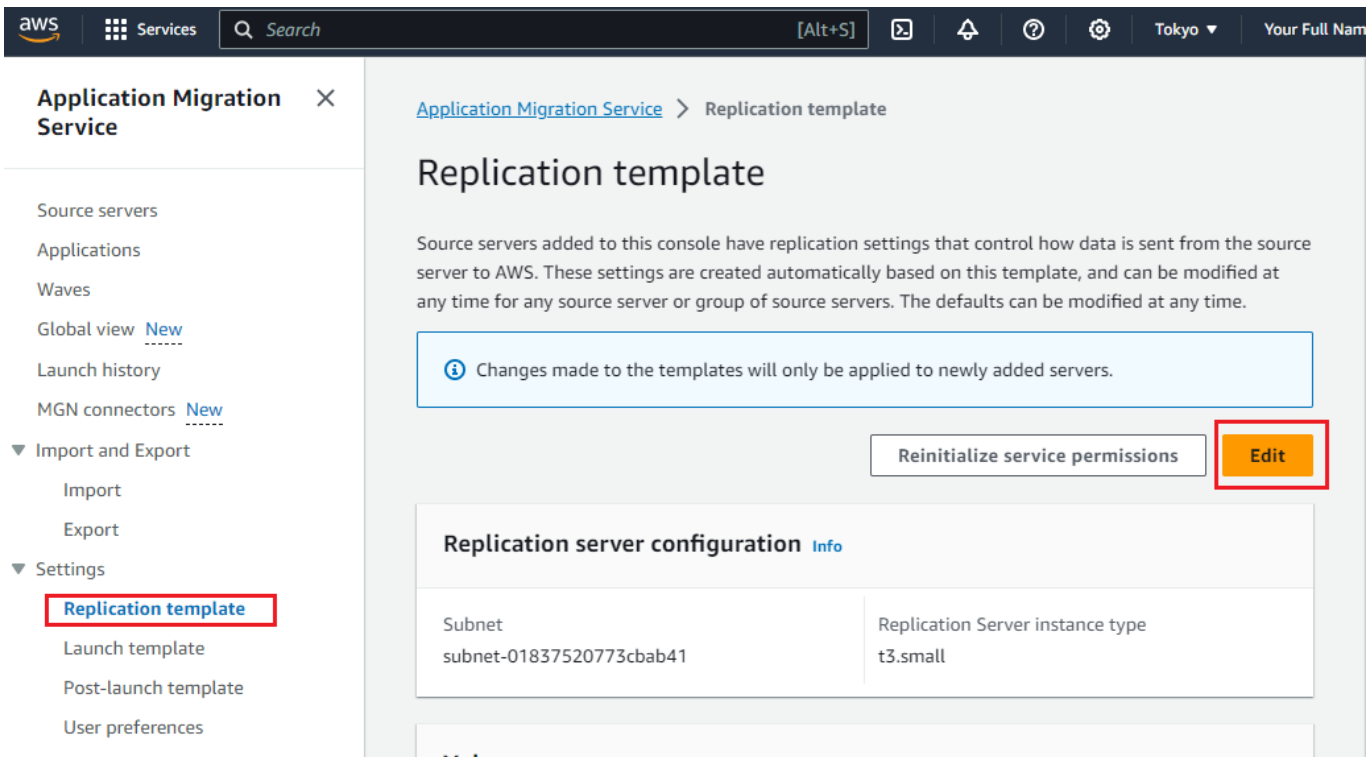 aws
Services
Search
[Alt+S]
Tokyo
Your Full Nam
Application Migration
Service
Source servers
Applications
Waves
Global view New
Launch history
MGN connectors New
Import and Export
Import
Export
Settings
Replication template
Launch template
Post-launch template
User preferences
Application Migration Service > Replication template
Replication template
Source servers added to this console have replication settings that control how data is sent from the source
server to AWS. These settings are created automatically based on this template, and can be modified at
any time for any source server or group of source servers. The defaults can be modified at any time.
Changes made to the templates will only be applied to newly added servers.
Reinitialize service permissions
Edit
Replication server configuration Info
Subnet
subnet-01837520773cbab41
Replication Server instance type
t3.small